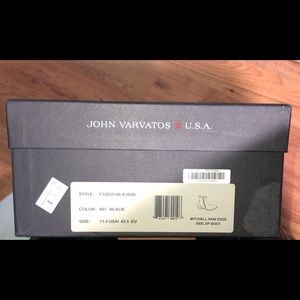 JOHN VARVATOS ★ U.S.A.
STYLE:
COLOR: 001 BLACK
SIZE: 11.5 USA/ 45.5 EU
MITCHELL RAW EDGE
SIDE ZIP BOOT